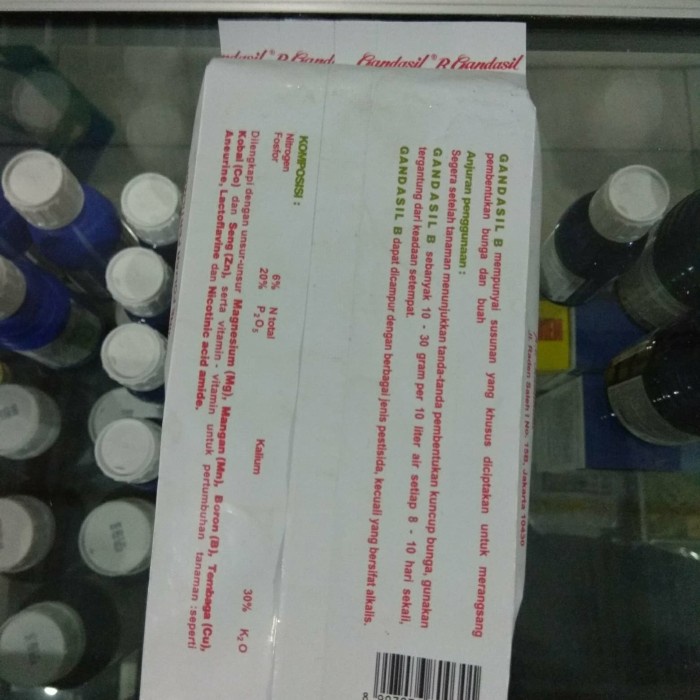 Gandasil ® Gandasil
GANDASIL B mempunyai susunan yang khusus diciptakan untuk merangsang
pembentukan bunga dan buah
Anjuran penggunaan :
Segera setelah tanaman menunjukkan tanda-tanda pembentukan kuncup bunga, gunakan
GANDASIL B sebanyak 10 - 30 gram per 10 liter air setiap 8 - 10 hari sekali,
tergantung dari keadaan setempat.
GANDASIL B dapat dicampur dengan berbagai jenis pestisida, kecuali yang bersifat alkalis.
KOMPOSISI :
Nitrogen 6% N total Kalium 30% K2O
Fosfor 20% P2O5
Dilengkapi dengan unsur-unsur Magnesium (Mg), Mangan (Mn), Boron (B), Tembaga (Cu),
Kobal (Co) dan Seng (Zn), serta vitamin - vitamin untuk pertumbuhan tanaman :seperti
Aneurine, Lactoflavine dan Nicotinic acid amide.
Jl. Raden Saleh I No. 15B, Jakarta 10430